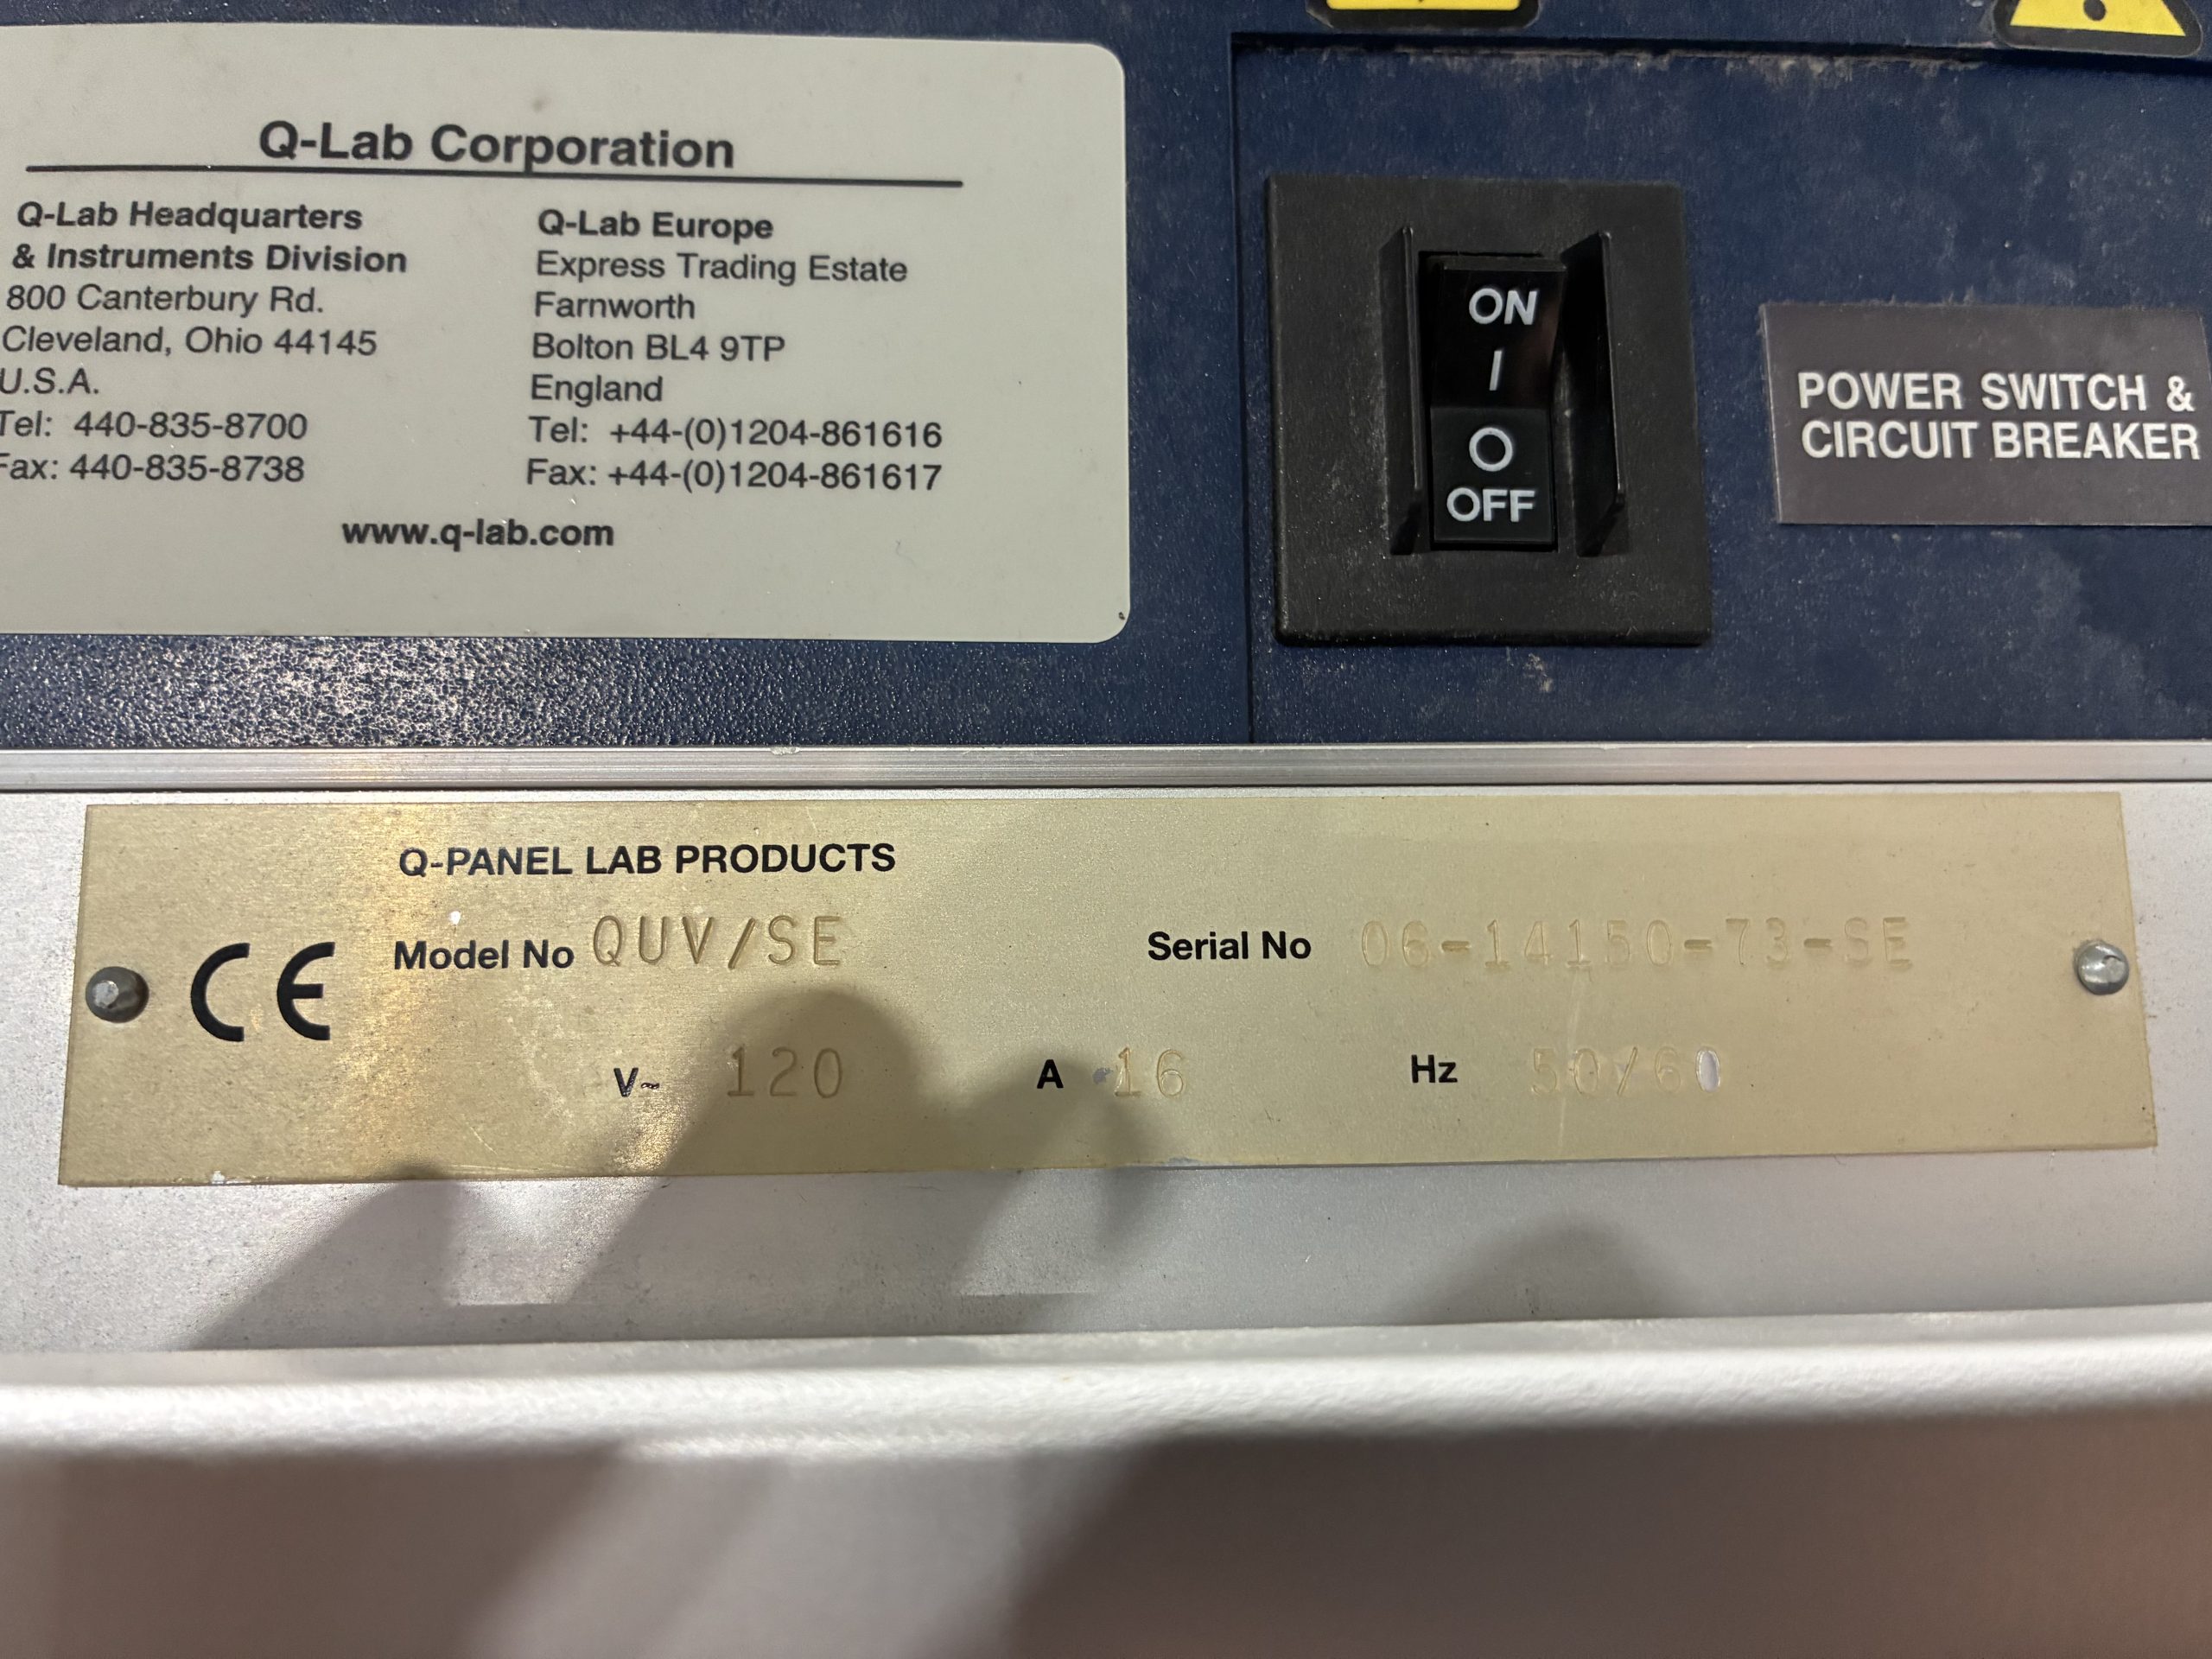 Q-Lab Corporation
Q-Lab Headquarters
& Instruments Division
800 Canterbury Rd.
Cleveland, Ohio 44145
U.S.A.
Tel: 440-835-8700
Fax: 440-835-8738
Q-Lab Europe
Express Trading Estate
Farnworth
Bolton BL4 9TP
England
Tel: +44-(0)1204-861616
Fax: +44-(0)1204-861617
www.q-lab.com
ON
I
O
OFF
POWER SWITCH &
CIRCUIT BREAKER
Q-PANEL LAB PRODUCTS
CE
Model No QUV/SE
Serial No 06-14150-73-SE
V~ 120
A 16
Hz 50/60